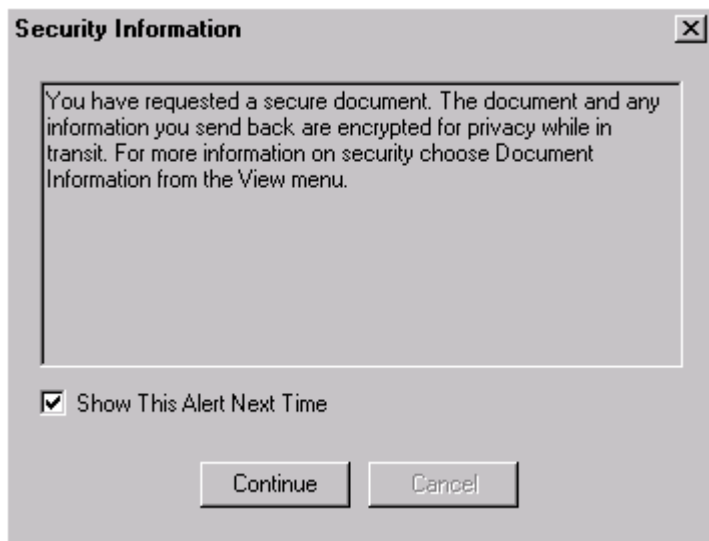 Security Information
You have requested a secure document. The document and any
information you send back are encrypted for privacy while in
transit. For more information on security choose Document
Information from the View menu.
Show This Alert Next Time
Continue Cancel